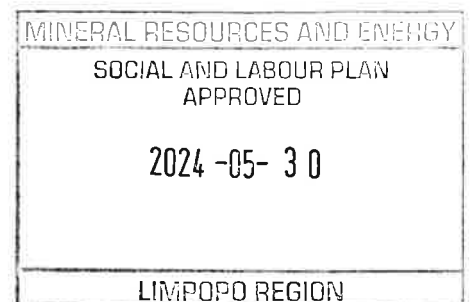 MINERAL RESOURCES AND ENERGY
SOCIAL AND LABOUR PLAN
APPROVED
2024 -05- 30
LIMPOPO REGION